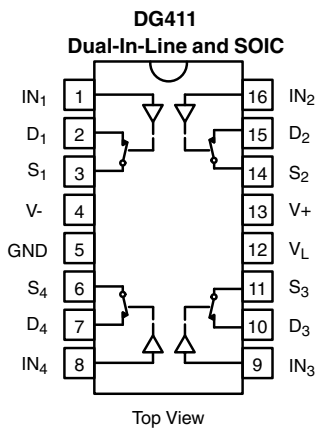 DG411
Dual-In-Line and SOIC
IN₁ 1 16 IN₂
D₁ 2 15 D₂
S₁ 3 14 S₂
V- 4 13 V+
GND 5 12 V_L
S₄ 6 11 S₃
D₄ 7 10 D₃
IN₄ 8 9 IN₃
Top View